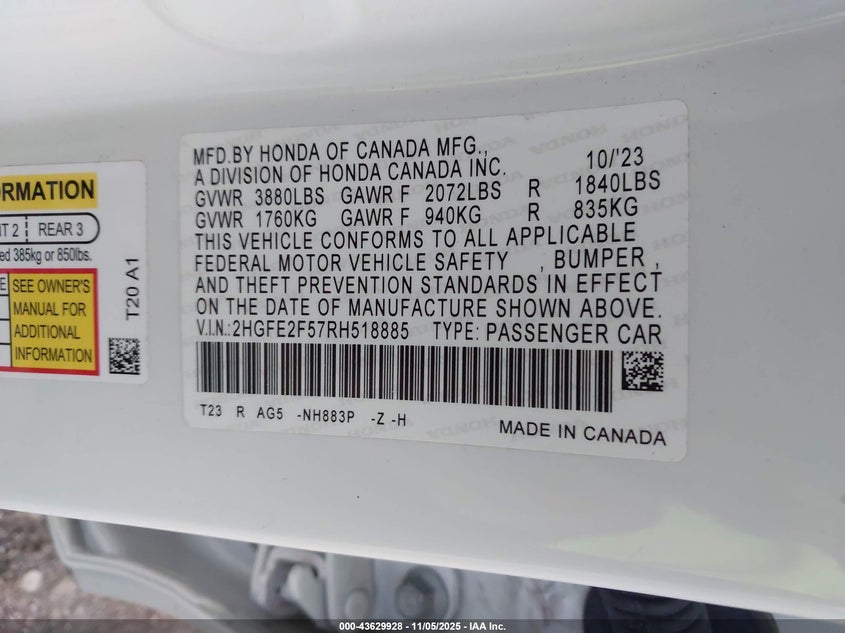 ORMATION
T 2 REAR 3
ed 385kg or 850lbs.
E SEE OWNER'S
MANUAL FOR
ADDITIONAL
INFORMATION
T20 A1
MFD.BY HONDA OF CANADA MFG.,
A DIVISION OF HONDA CANADA INC. 10/'23
GVWR 3880LBS GAWR F 2072LBS R 1840LBS
GVWR 1760KG GAWR F 940KG R 835KG
THIS VEHICLE CONFORMS TO ALL APPLICABLE
FEDERAL MOTOR VEHICLE SAFETY , BUMPER ,
AND THEFT PREVENTION STANDARDS IN EFFECT
ON THE DATE OF MANUFACTURE SHOWN ABOVE.
V.I.N.: 2HGFE2F57RH518885 TYPE: PASSENGER CAR
T23 R AG5 -NH883P -Z -H
MADE IN CANADA
000-43629928 - 11/05/2025 - IAA Inc.